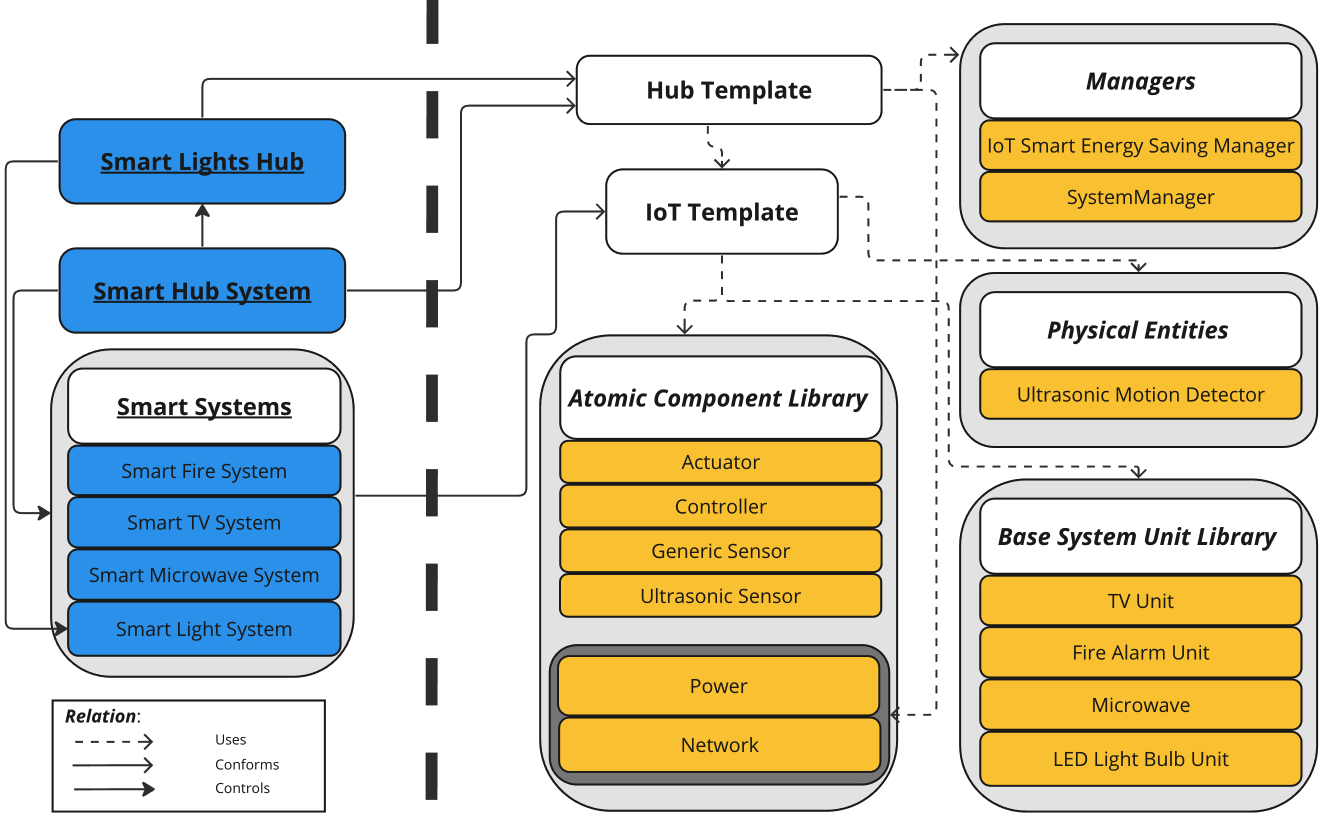 Smart Lights Hub
Smart Hub System
Smart Systems
Smart Fire System
Smart TV System
Smart Microwave System
Smart Light System
Relation:
Uses
Conforms
Controls
Hub Template
IoT Template
Atomic Component Library
Actuator
Controller
Generic Sensor
Ultrasonic Sensor
Power
Network
Managers
IoT Smart Energy Saving Manager
SystemManager
Physical Entities
Ultrasonic Motion Detector
Base System Unit Library
TV Unit
Fire Alarm Unit
Microwave
LED Light Bulb Unit